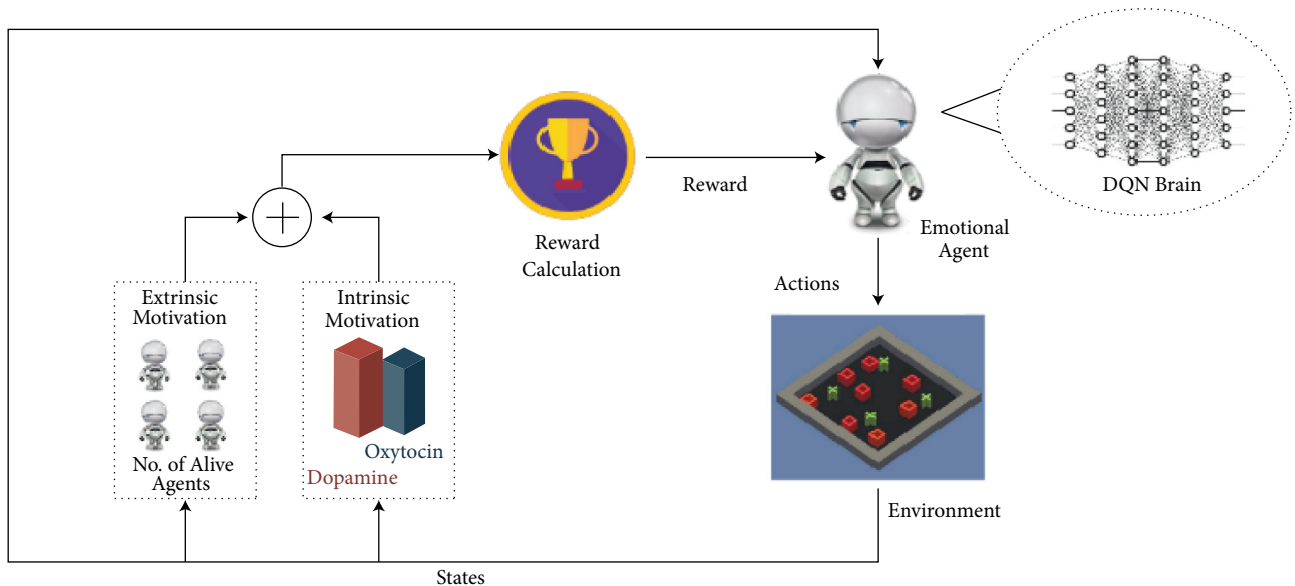 DQN Brain
Reward
Emotional
Agent
Reward
Calculation
Actions
Extrinsic
Motivation
No. of Alive
Agents
Intrinsic
Motivation
Oxytocin
Dopamine
Environment
States